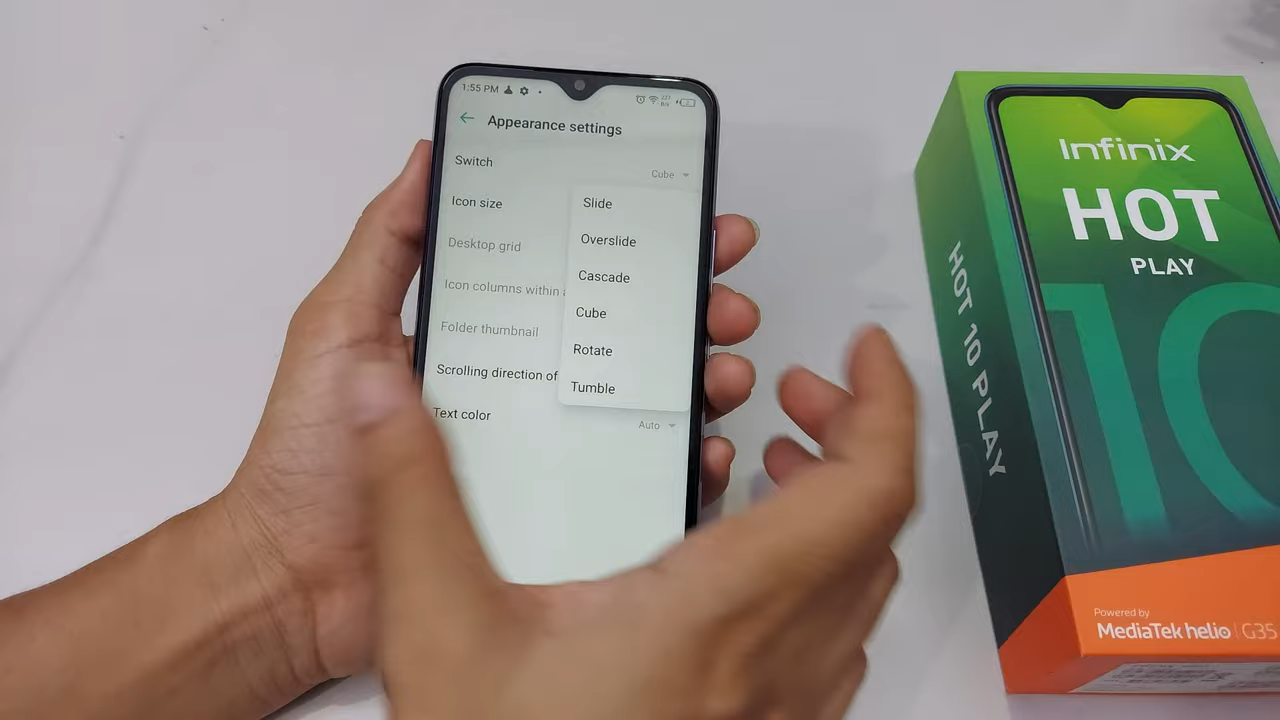 1:55 PM
Appearance settings
Switch
Cube
Icon size
Slide
Desktop grid
Overslide
Icon columns within
Cascade
Folder thumbnail
Cube
Scrolling direction of
Rotate
Text color
Tumble
Auto
Infinix
HOT
PLAY
10
HOT 10 PLAY
Powered by
MediaTek helio | G35